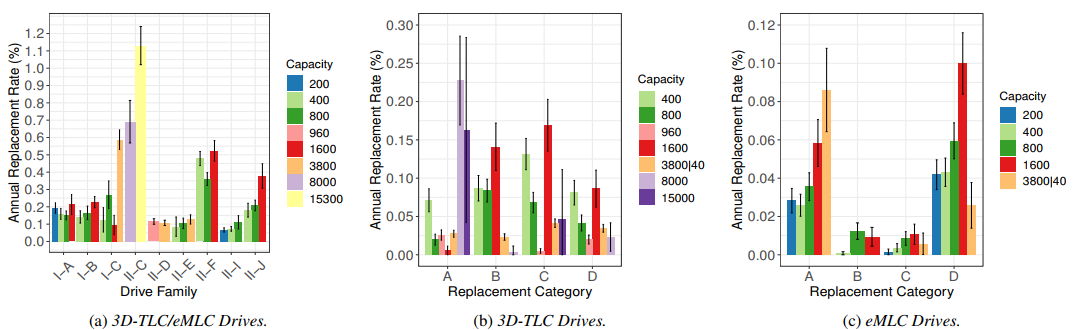 Annual Replacement Rate (%)
1.2
1.1
1.0
0.9
0.8
0.7
0.6
0.5
0.4
0.3
0.2
0.1
0.0
I-A
I-B
I-C
II-C
II-D
II-E
II-F
II-I
II-J
Drive Family
Capacity
200
400
800
960
1600
3800
8000
15300
(a) 3D-TLC/eMLC Drives.
Annual Replacement Rate (%)
0.30
0.25
0.20
0.15
0.10
0.05
0.00
A B C D
Replacement Category
Capacity
400
800
960
1600
3800|40
8000
15000
(b) 3D-TLC Drives.
Annual Replacement Rate (%)
0.12
0.10
0.08
0.06
0.04
0.02
0.00
A B C D
Replacement Category
Capacity
200
400
800
1600
3800|40
(c) eMLC Drives.